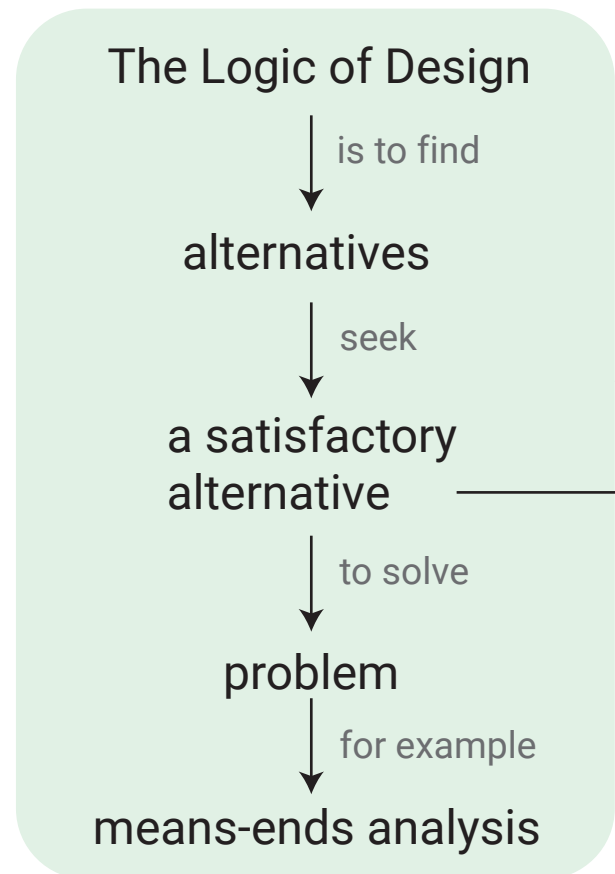 The Logic of Design
is to find
alternatives
seek
a satisfactory
alternative
to solve
problem
for example
means-ends analysis